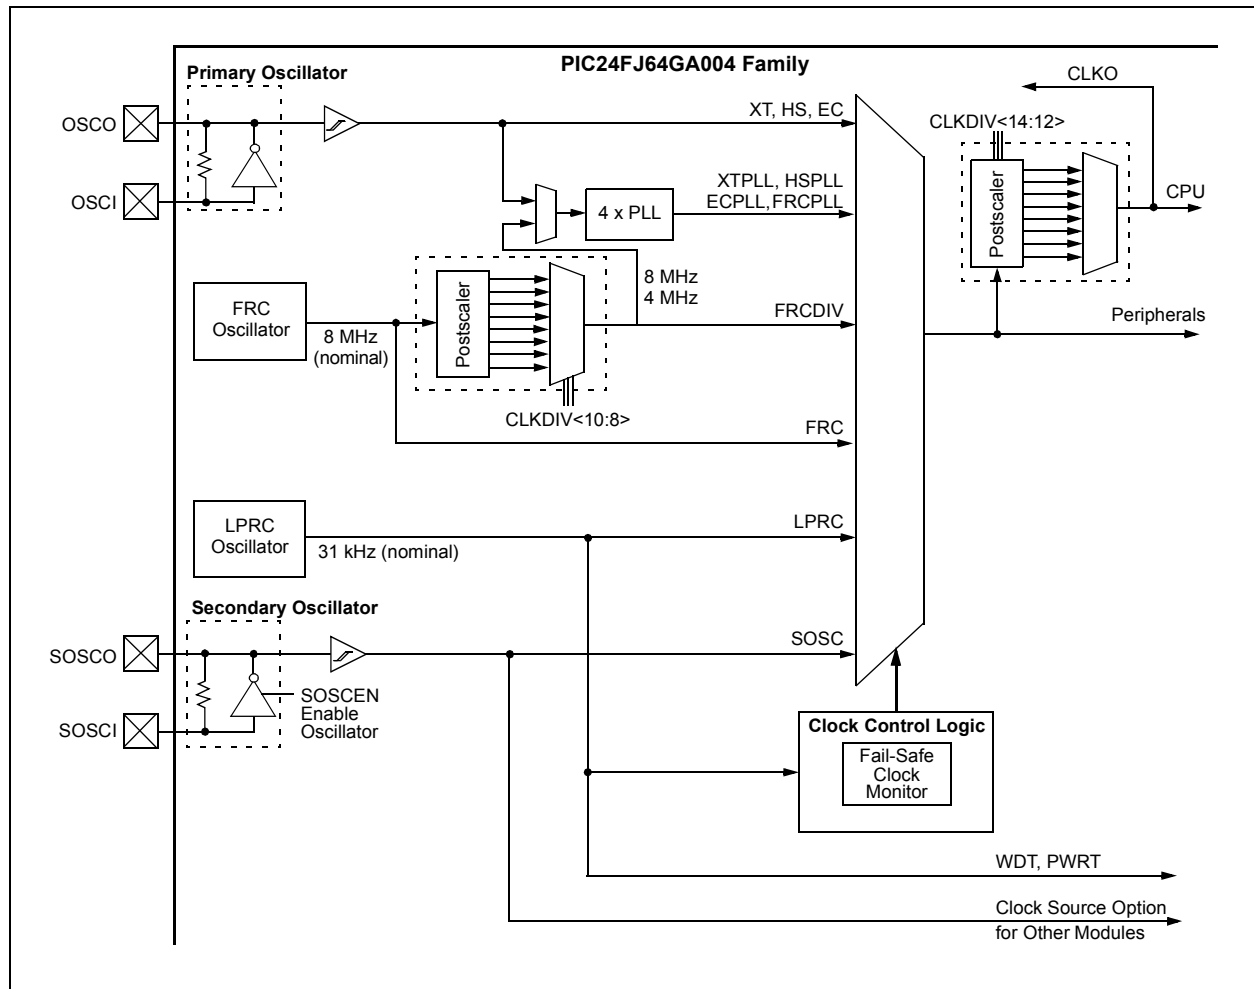 PIC24FJ64GA004 Family
Primary Oscillator
CLKO
OSCO
XT, HS, EC
CLKDIV<14:12>
XTPLL, HSPLL
ECPLL,FRCPLL
OSCI
4 x PLL
Postscaler
CPU
8 MHz
4 MHz
FRC
Oscillator
8 MHz
(nominal)
Postscaler
FRCDIV
Peripherals
CLKDIV<10:8>
FRC
LPRC
Oscillator
31 kHz (nominal)
LPRC
Secondary Oscillator
SOSCO
SOSC
SOSCEN
Enable
Oscillator
SOSCI
Clock Control Logic
Fail-Safe
Clock
Monitor
WDT, PWRT
Clock Source Option
for Other Modules